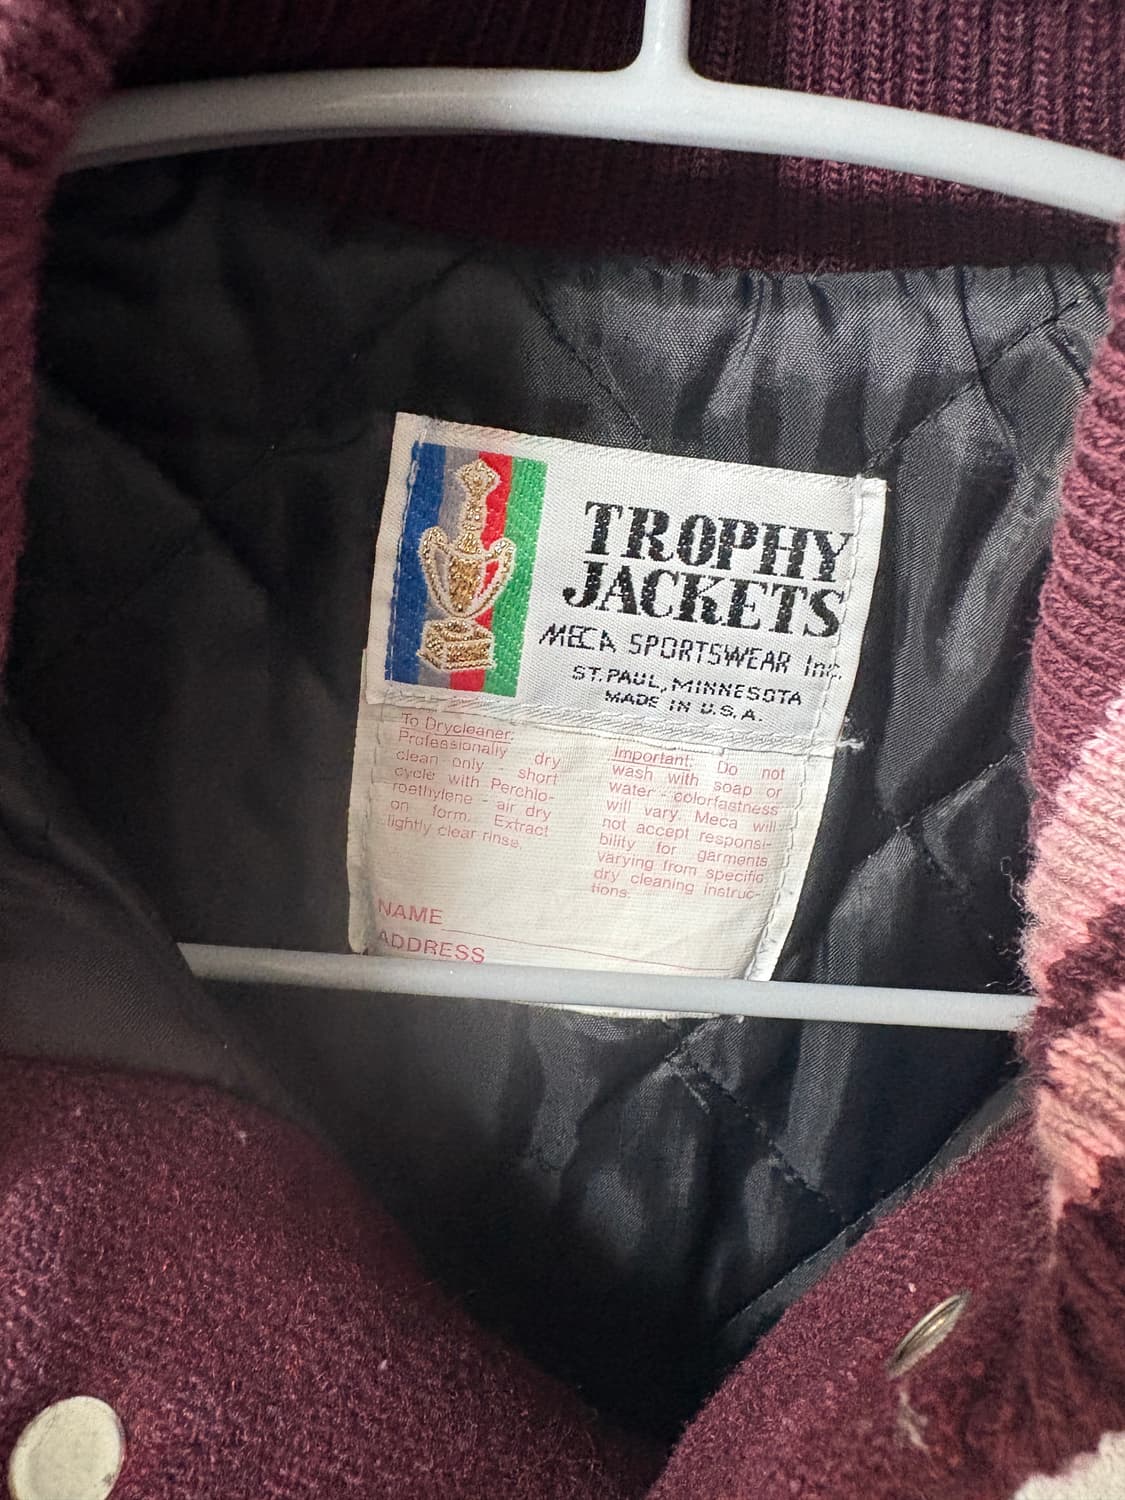 TROPHY
JACKETS
MECA SPORTSWEAR Inc.
ST. PAUL, MINNESOTA
MADE IN U.S.A.
To Drycleaner:
Professionally dry
clean only - short
cycle with Perchlo-
roethylene - air dry
on form. Extract
lightly clear rinse.
Important: Do not
wash with soap or
water - colorfastness
will vary. Meca will
not accept responsi-
bility for garments
varying from specific
dry cleaning instruc-
tions.
NAME
ADDRESS